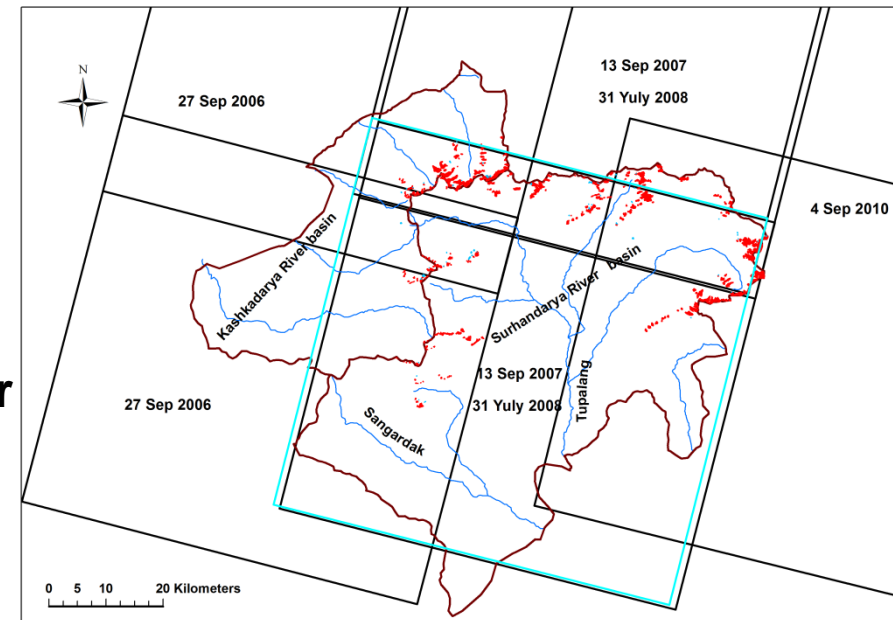 N
13 Sep 2007
31 Yuly 2008
27 Sep 2006
4 Sep 2010
Kashkadarya River basin
Surhandarya River basin
13 Sep 2007
31 Yuly 2008
Tupalang
r
27 Sep 2006
Sangardak
0 5 10 20 Kilometers